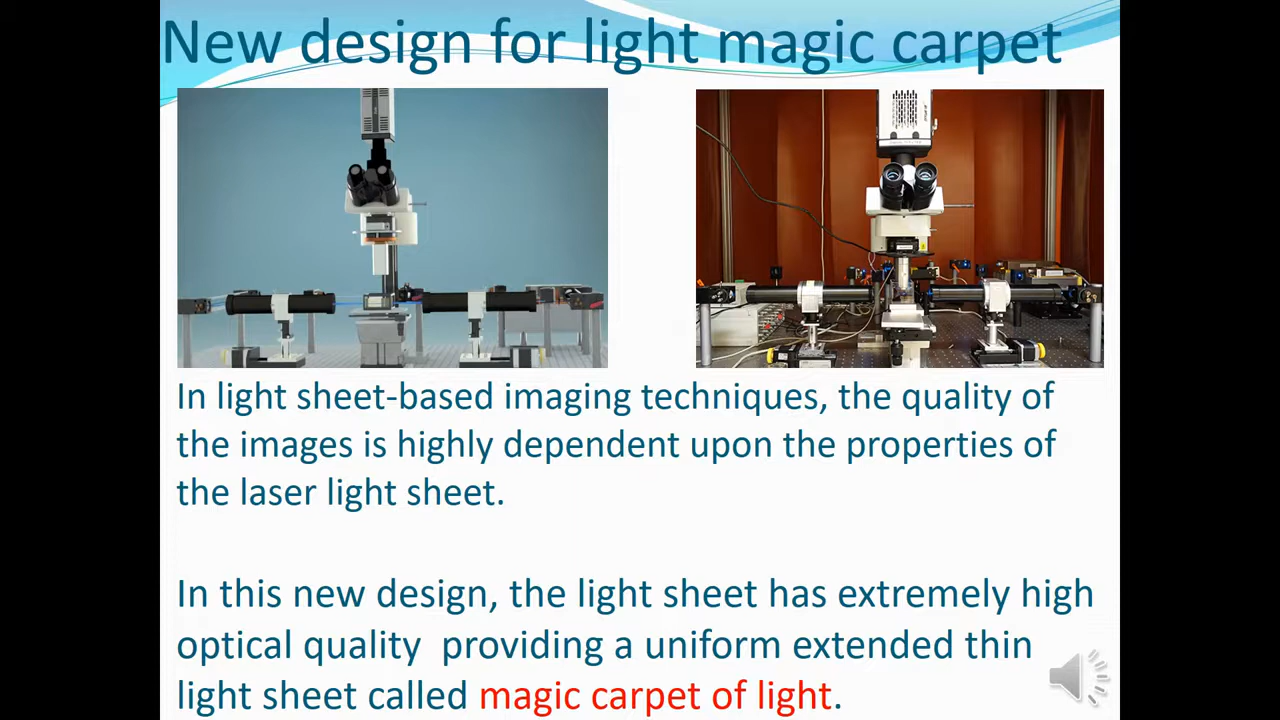 New design for light magic carpet
In light sheet-based imaging techniques, the quality of
the images is highly dependent upon the properties of
the laser light sheet.
In this new design, the light sheet has extremely high
optical quality providing a uniform extended thin
light sheet called magic carpet of light.